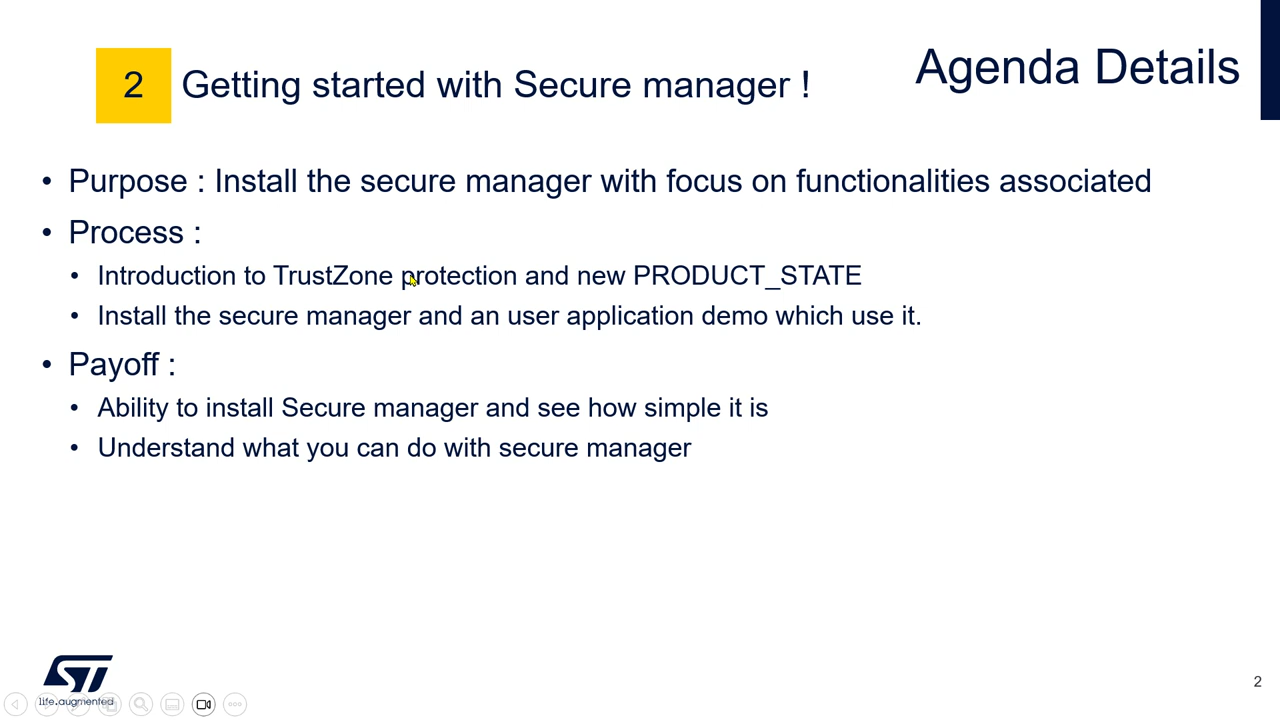 Agenda Details
2
Getting started with Secure manager !
• Purpose : Install the secure manager with focus on functionalities associated
• Process :
• Introduction to TrustZone protection and new PRODUCT_STATE
• Install the secure manager and an user application demo which use it.
• Payoff :
• Ability to install Secure manager and see how simple it is
• Understand what you can do with secure manager
ST
life.augmented
2